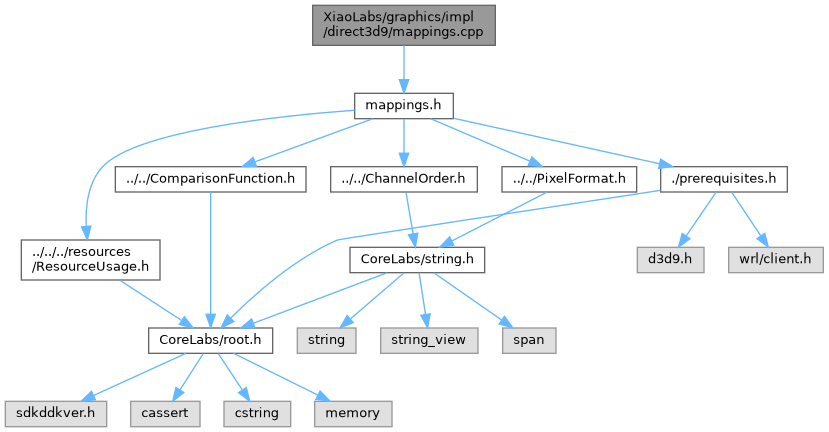 XiaoLabs/graphics/impl
/direct3d9/mappings.cpp
mappings.h
../../ComparisonFunction.h
../../ChannelOrder.h
../../PixelFormat.h
./prerequisites.h
../../../resources
/ResourceUsage.h
CoreLabs/string.h
d3d9.h
wrl/client.h
CoreLabs/root.h
string
string_view
span
sdkddkver.h
cassert
cstring
memory